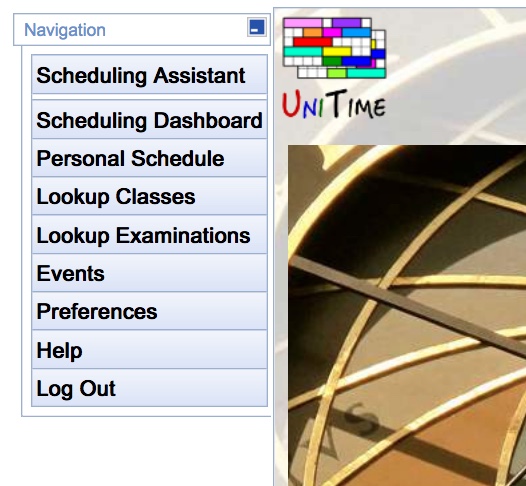 Navigation
Scheduling Assistant
Scheduling Dashboard
Personal Schedule
Lookup Classes
Lookup Examinations
Events
Preferences
Help
Log Out
UNITIME